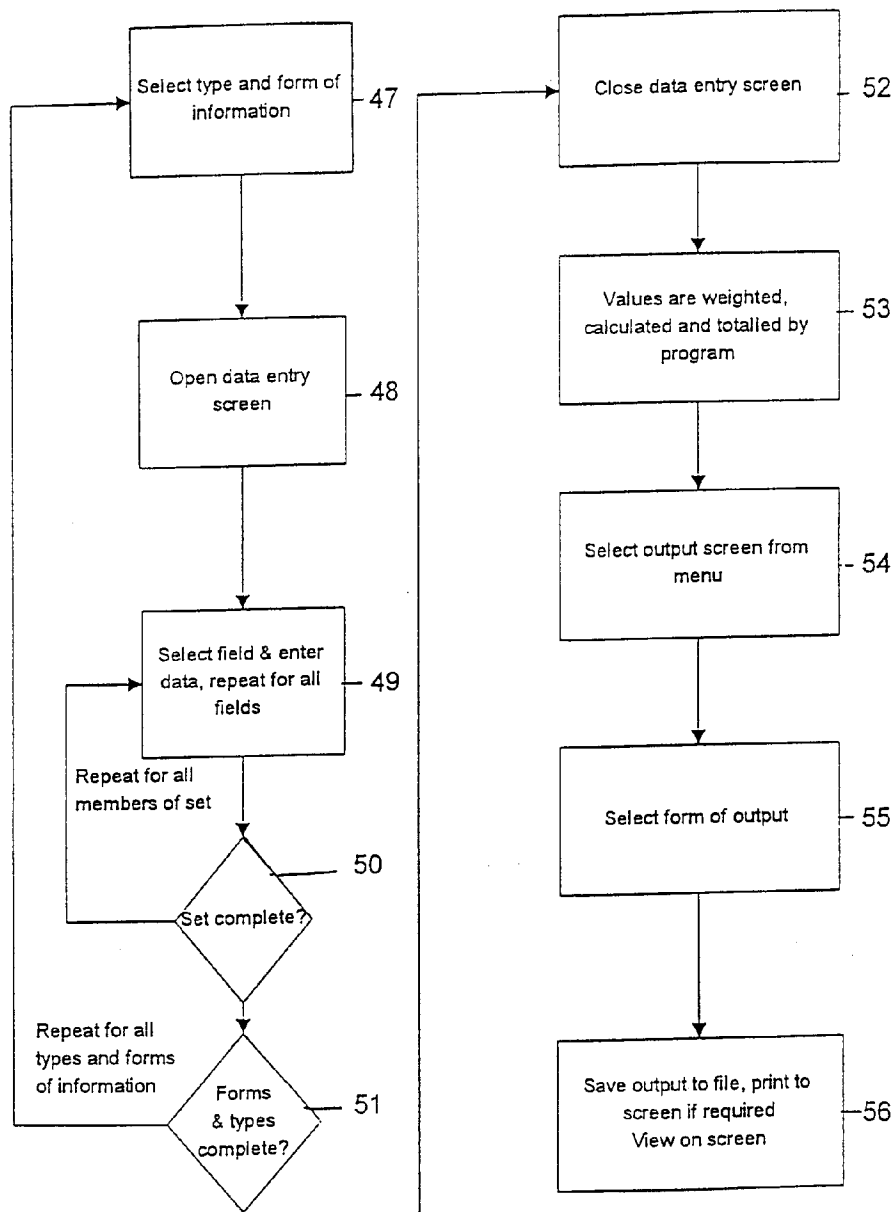 Select type and form of
information
47
Open data entry
screen
48
Select field & enter
data, repeat for all
fields
49
Repeat for all
members of set
Set complete?
50
Repeat for all
types and forms
of information
Forms
& types
complete?
51
Close data entry screen
52
Values are weighted,
calculated and totalled by
program
53
Select output screen from
menu
54
Select form of output
55
Save output to file, print to
screen if required
View on screen
56